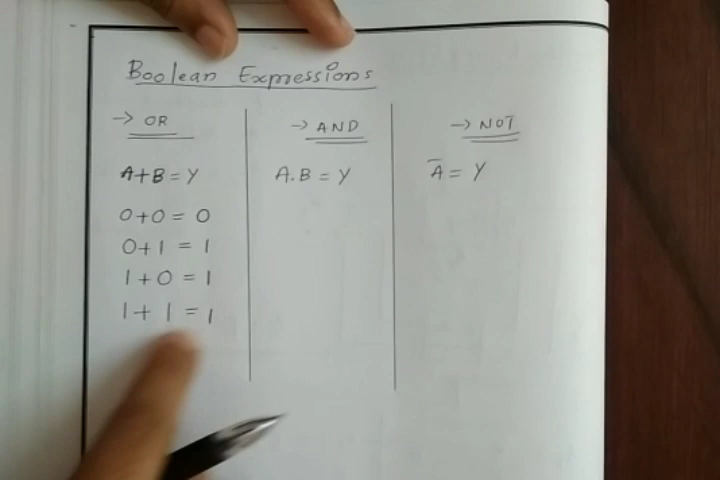 Boolean Expressions
→ OR
A+B = Y
0+0 = 0
0+1 = 1
1+0 = 1
1+1 = 1
→ AND
A.B = Y
→ NOT
Ā = Y